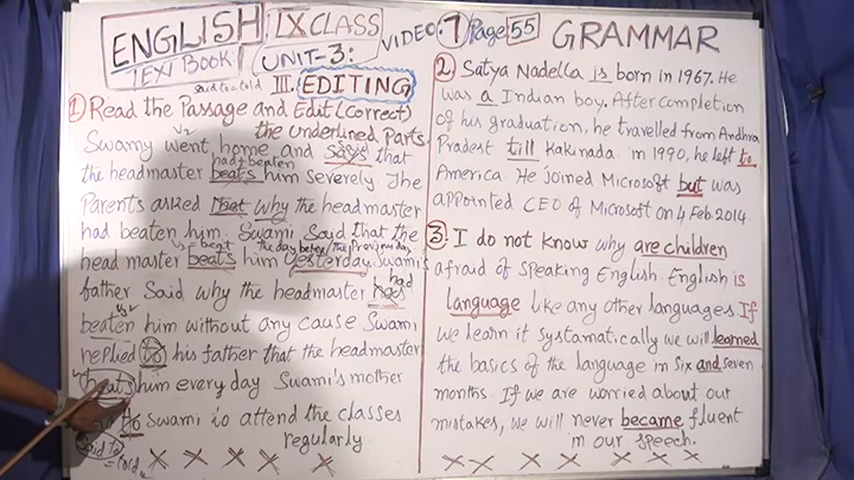 ENGLISH IX CLASS
TEXT BOOK UNIT-3: VIDEO: 7 Page 55 GRAMMAR
said to = told III. EDITING
1) Read the Passage and Edit (Correct)
the underlined Parts.
V2
Swamy went home and says that
had + beaten
the headmaster beats him severely. The
Parents asked that why the headmaster
had beaten him. Swami Said that the
V2 = beat the day before / the previous day
head master beats him yesterday. Swami's
had
father Said why the headmaster has
V3
beaten him without any cause. Swami
replied to his father that the headmaster
beats him every day Swami's mother
to Swami to attend the classes
said to regularly
= told
2) Satya Nadella is born in 1967. He
was a Indian boy. After completion
of his graduation, he travelled from Andhra
Pradest till Kakinada. in 1990, he left to
America. He joined Microsoft but was
appointed CEO of Microsoft on 4 Feb. 2014.
3. I do not know why are children
afraid of Speaking English. English is
language like any other languages. If
we learn it systamatically we will learned
the basics of the language in six and seven
months. If we are worried about our
mistakes, we will never became fluent
in our speech.